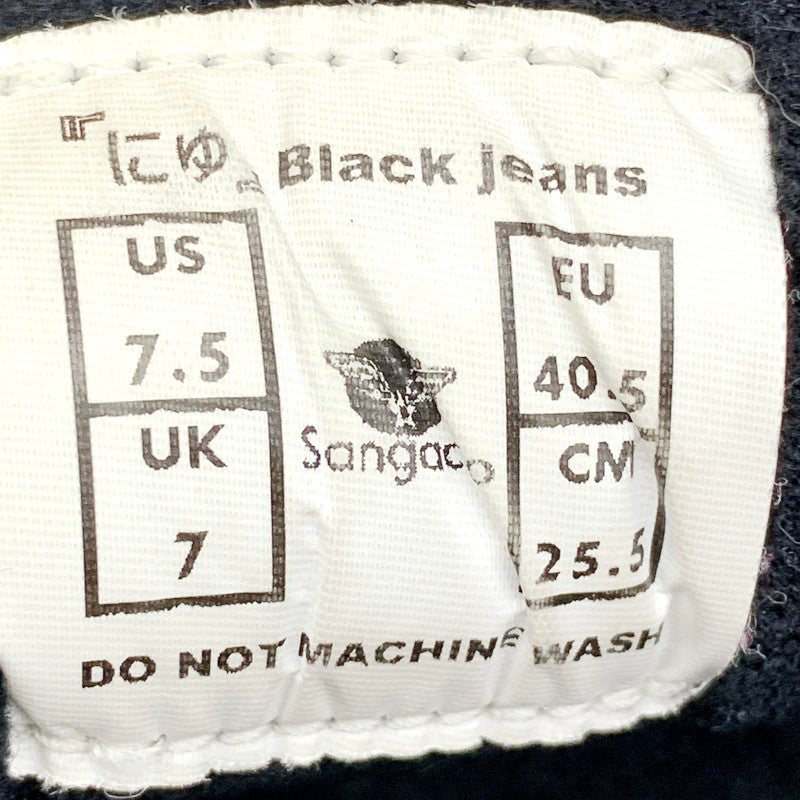 『にゆ』Black jeans
US
7.5
UK
7
Sangacio
EU
40.5
CM
25.5
DO NOT MACHINE WASH